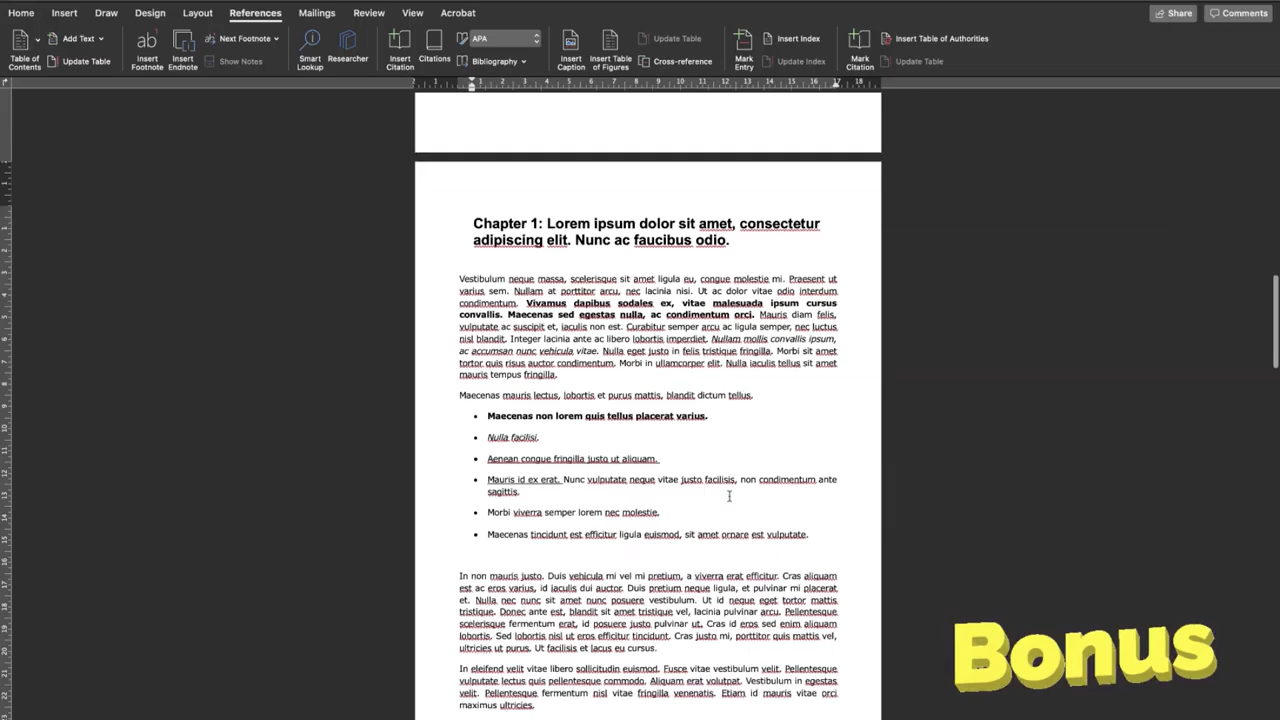 Home Insert Draw Design Layout References Mailings Review View Acrobat Share Comments
Table of Contents Add Text Update Table Insert Footnote Insert Endnote Next Footnote Show Notes Smart Lookup Researcher Insert Citation Citations APA Bibliography Insert Caption Insert Table of Figures Update Table Cross-reference Mark Entry Insert Index Update Index Mark Citation Insert Table of Authorities Update Table
1 1 2 3 4 5 6 7 8 9 10 11 12 13 14 15 16 17 18
Chapter 1: Lorem ipsum dolor sit amet, consectetur
adipiscing elit. Nunc ac faucibus odio.
Vestibulum neque massa, scelerisque sit amet ligula eu, congue molestie mi. Praesent ut
varius sem. Nullam at porttitor arcu, nec lacinia nisi. Ut ac dolor vitae odio interdum
condimentum. Vivamus dapibus sodales ex, vitae malesuada ipsum cursus
convallis. Maecenas sed egestas nulla, ac condimentum orci. Mauris diam felis,
vulputate ac suscipit et, iaculis non est. Curabitur semper arcu ac ligula semper, nec luctus
nisl blandit. Integer lacinia ante ac libero lobortis imperdiet. Nullam mollis convallis ipsum,
ac accumsan nunc vehicula vitae. Nulla eget justo in felis tristique fringilla. Morbi sit amet
tortor quis risus auctor condimentum. Morbi in ullamcorper elit. Nulla iaculis tellus sit amet
mauris tempus fringilla.
Maecenas mauris lectus, lobortis et purus mattis, blandit dictum tellus.
• Maecenas non lorem quis tellus placerat varius.
• Nulla facilisi.
• Aenean congue fringilla justo ut aliquam.
• Mauris id ex erat. Nunc vulputate neque vitae justo facilisis, non condimentum ante
sagittis.
• Morbi viverra semper lorem nec molestie.
• Maecenas tincidunt est efficitur ligula euismod, sit amet ornare est vulputate.
In non mauris justo. Duis vehicula mi vel mi pretium, a viverra erat efficitur. Cras aliquam
est ac eros varius, id iaculis dui auctor. Duis pretium neque ligula, et pulvinar mi placerat
et. Nulla nec nunc sit amet nunc posuere vestibulum. Ut id neque eget tortor mattis
tristique. Donec ante est, blandit sit amet tristique vel, lacinia pulvinar arcu. Pellentesque
scelerisque fermentum erat, id posuere justo pulvinar ut. Cras id eros sed enim aliquam
lobortis. Sed lobortis nisl ut eros efficitur tincidunt. Cras justo mi, porttitor quis mattis vel,
ultricies ut purus. Ut facilisis et lacus eu cursus.
In eleifend velit vitae libero sollicitudin euismod. Fusce vitae vestibulum velit. Pellentesque
vulputate lectus quis pellentesque commodo. Aliquam erat volutpat. Vestibulum in egestas
velit. Pellentesque fermentum nisl vitae fringilla venenatis. Etiam id mauris vitae orci
maximus ultricies.
Bonus